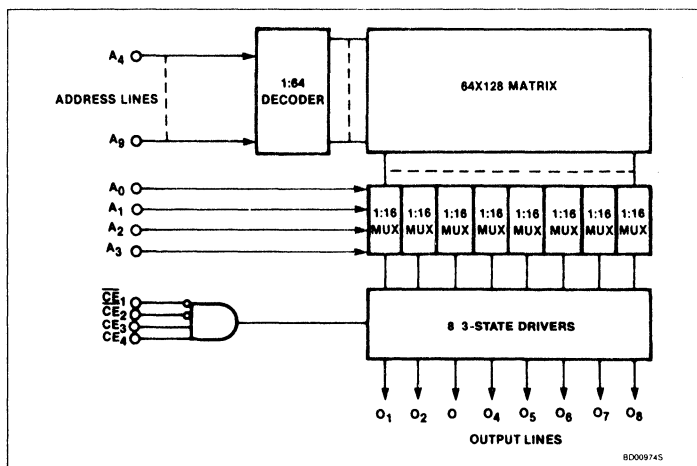 A4
ADDRESS LINES
A9
1:64
DECODER
64X128 MATRIX
A0
A1
A2
A3
1:16
MUX
1:16
MUX
1:16
MUX
1:16
MUX
1:16
MUX
1:16
MUX
1:16
MUX
1:16
MUX
C̅E̅1
C̅E̅2
CE3
CE4
8 3-STATE DRIVERS
O1 O2 O O4 O5 O6 O7 O8
OUTPUT LINES
BD00974S